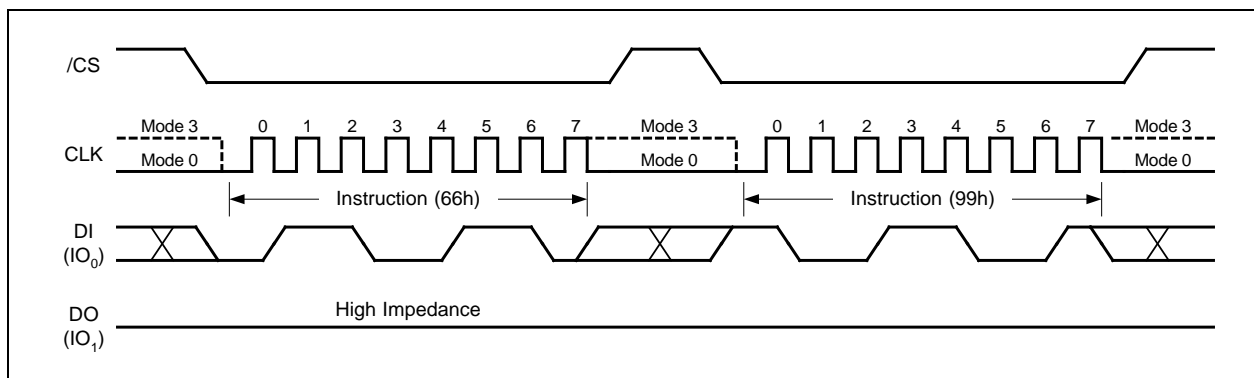 /CS
Mode 3 0 1 2 3 4 5 6 7 Mode 3 0 1 2 3 4 5 6 7 Mode 3
CLK Mode 0 Mode 0 Mode 0
Instruction (66h) Instruction (99h)
DI
(IO₀)
High Impedance
DO
(IO₁)